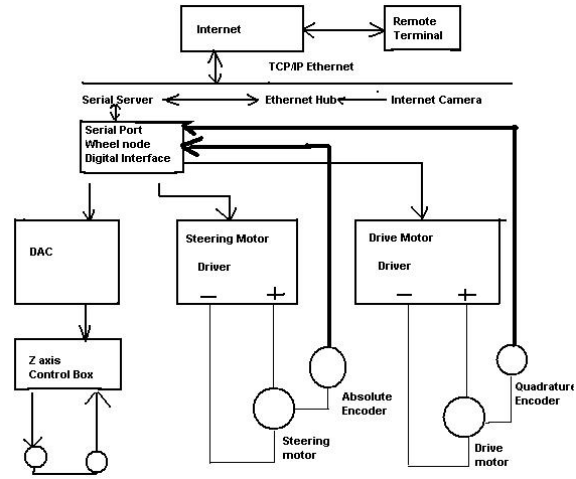 Internet
Remote
Terminal
TCP/IP Ethernet
Serial Server
Ethernet Hub
Internet Camera
Serial Port
Wheel node
Digital Interface
DAC
Steering Motor
Driver
− +
Drive Motor
Driver
− +
Z axis
Control Box
Absolute
Encoder
Quadrature
Encoder
Steering
motor
Drive
motor